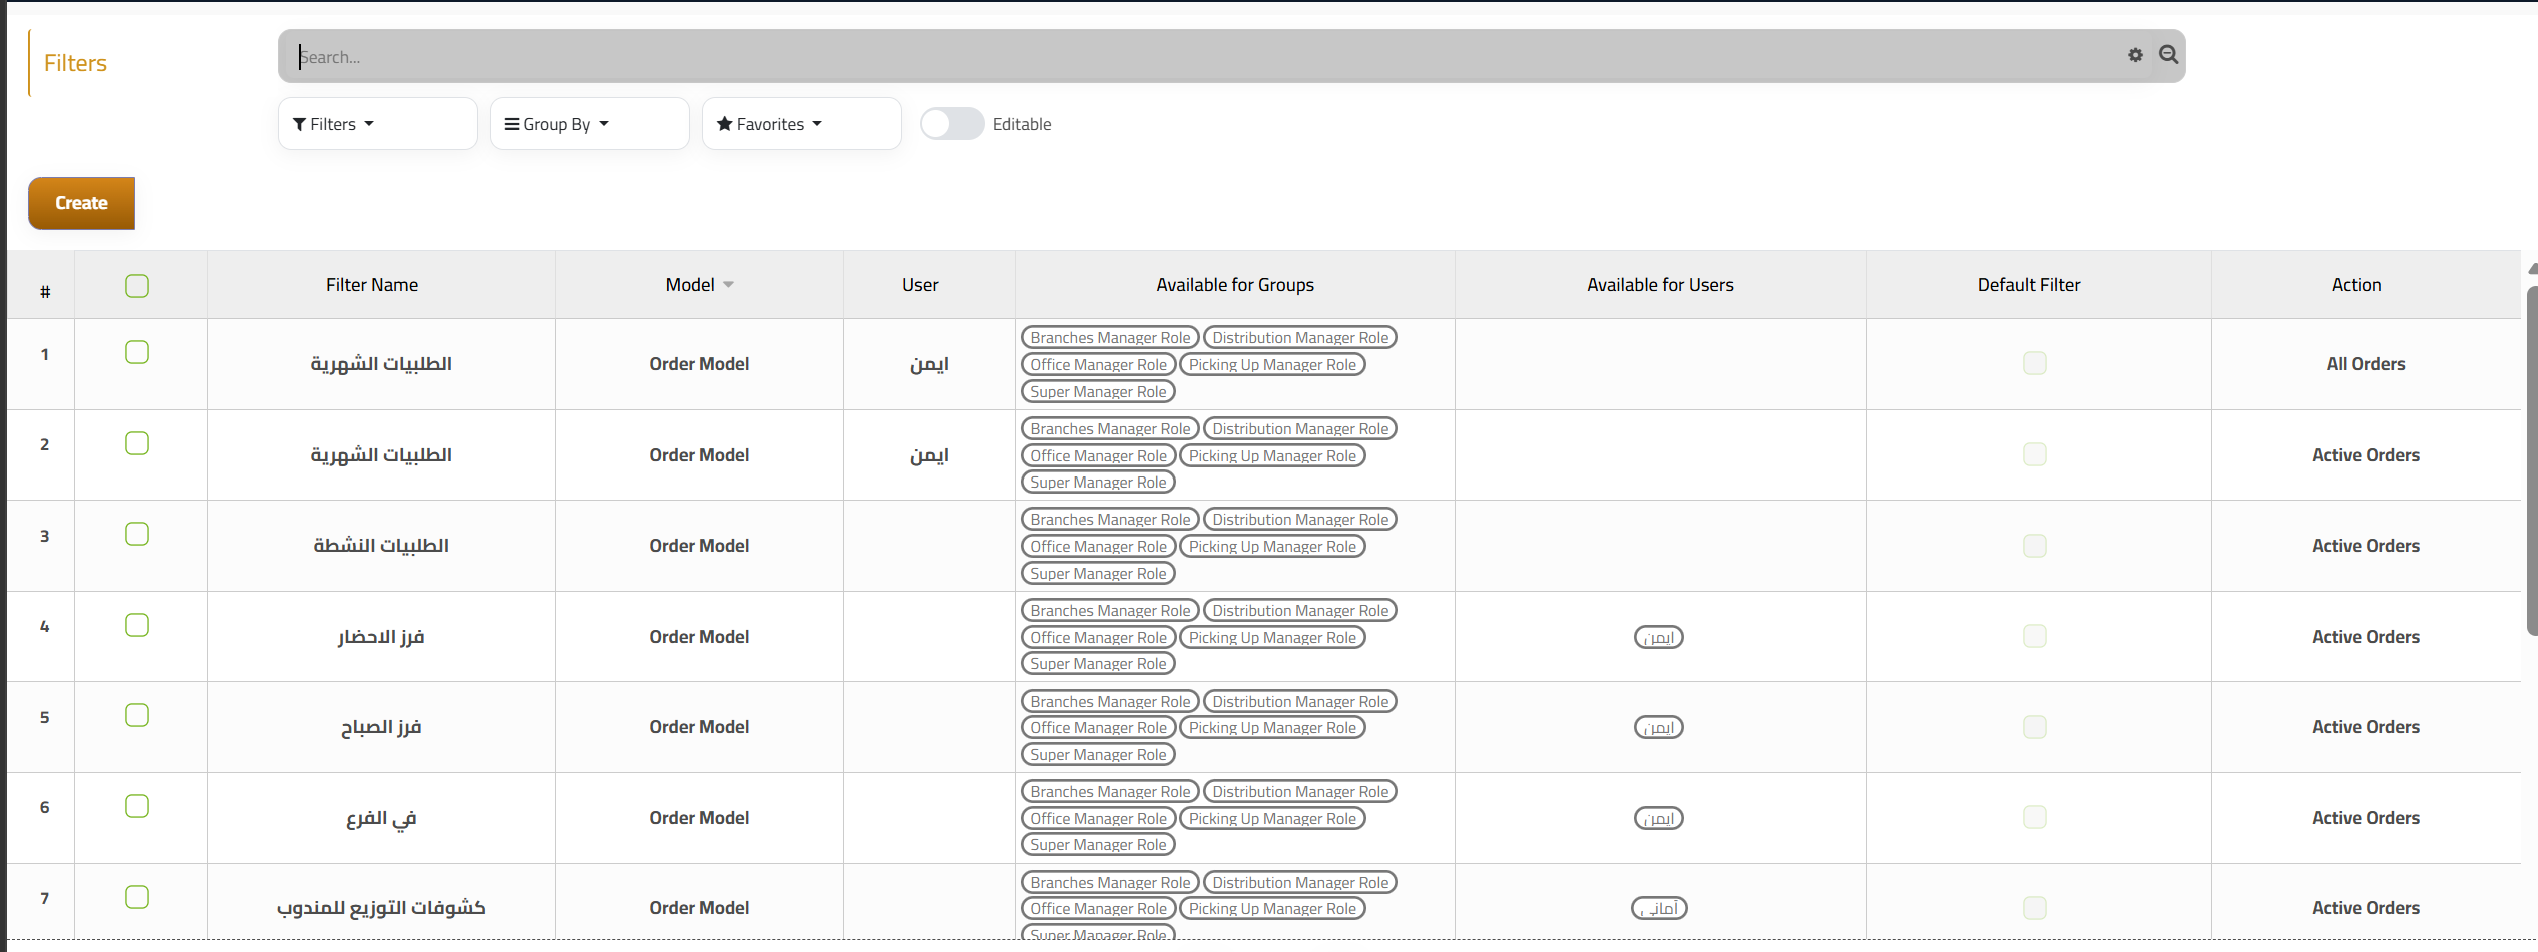 Filters
Search...
Filters
Group By
Favorites
Editable
Create
# Filter Name Model User Available for Groups Available for Users Default Filter Action
1 الطلبيات الشهرية Order Model ايمن Branches Manager Role Distribution Manager Role All Orders
Office Manager Role Picking Up Manager Role
Super Manager Role
2 الطلبيات الشهرية Order Model ايمن Branches Manager Role Distribution Manager Role Active Orders
Office Manager Role Picking Up Manager Role
Super Manager Role
3 الطلبيات النشطة Order Model Branches Manager Role Distribution Manager Role Active Orders
Office Manager Role Picking Up Manager Role
Super Manager Role
4 فرز الاحضار Order Model Branches Manager Role Distribution Manager Role ايمن Active Orders
Office Manager Role Picking Up Manager Role
Super Manager Role
5 فرز الصباح Order Model Branches Manager Role Distribution Manager Role ايمن Active Orders
Office Manager Role Picking Up Manager Role
Super Manager Role
6 في الفرع Order Model Branches Manager Role Distribution Manager Role ايمن Active Orders
Office Manager Role Picking Up Manager Role
Super Manager Role
7 كشوفات التوزيع للمندوب Order Model Branches Manager Role Distribution Manager Role أماني Active Orders
Office Manager Role Picking Up Manager Role
Super Manager Role